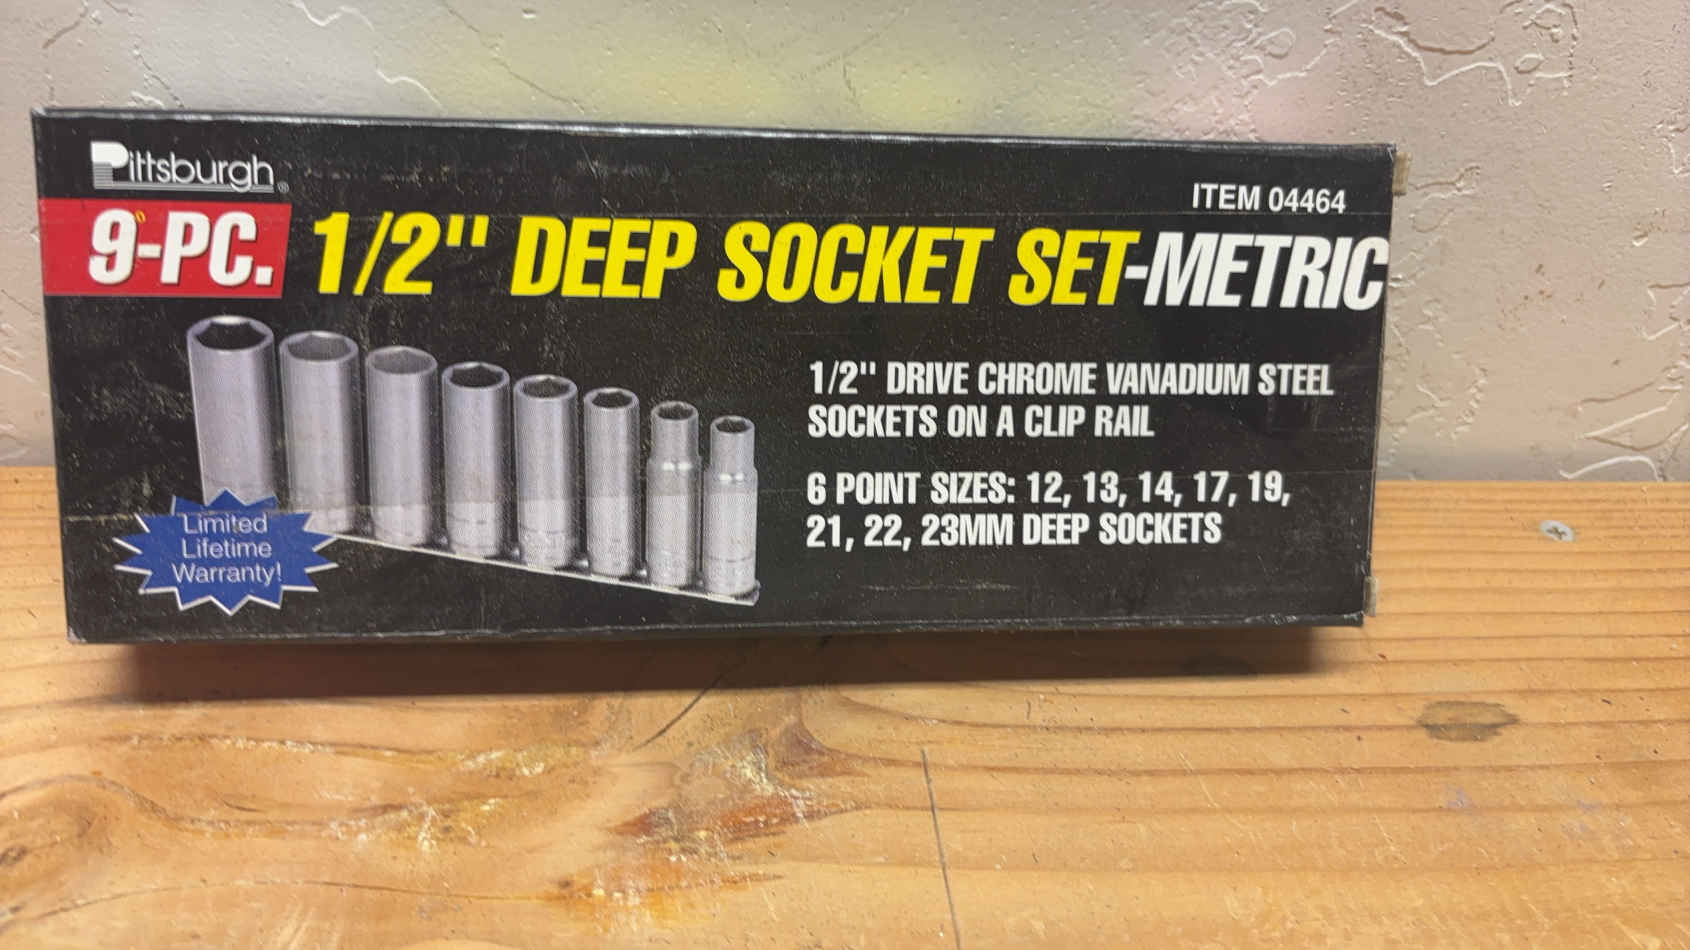 Pittsburgh®
ITEM 04464
9-PC. 1/2" DEEP SOCKET SET-METRIC
1/2" DRIVE CHROME VANADIUM STEEL
SOCKETS ON A CLIP RAIL
6 POINT SIZES: 12, 13, 14, 17, 19,
21, 22, 23MM DEEP SOCKETS
Limited
Lifetime
Warranty!